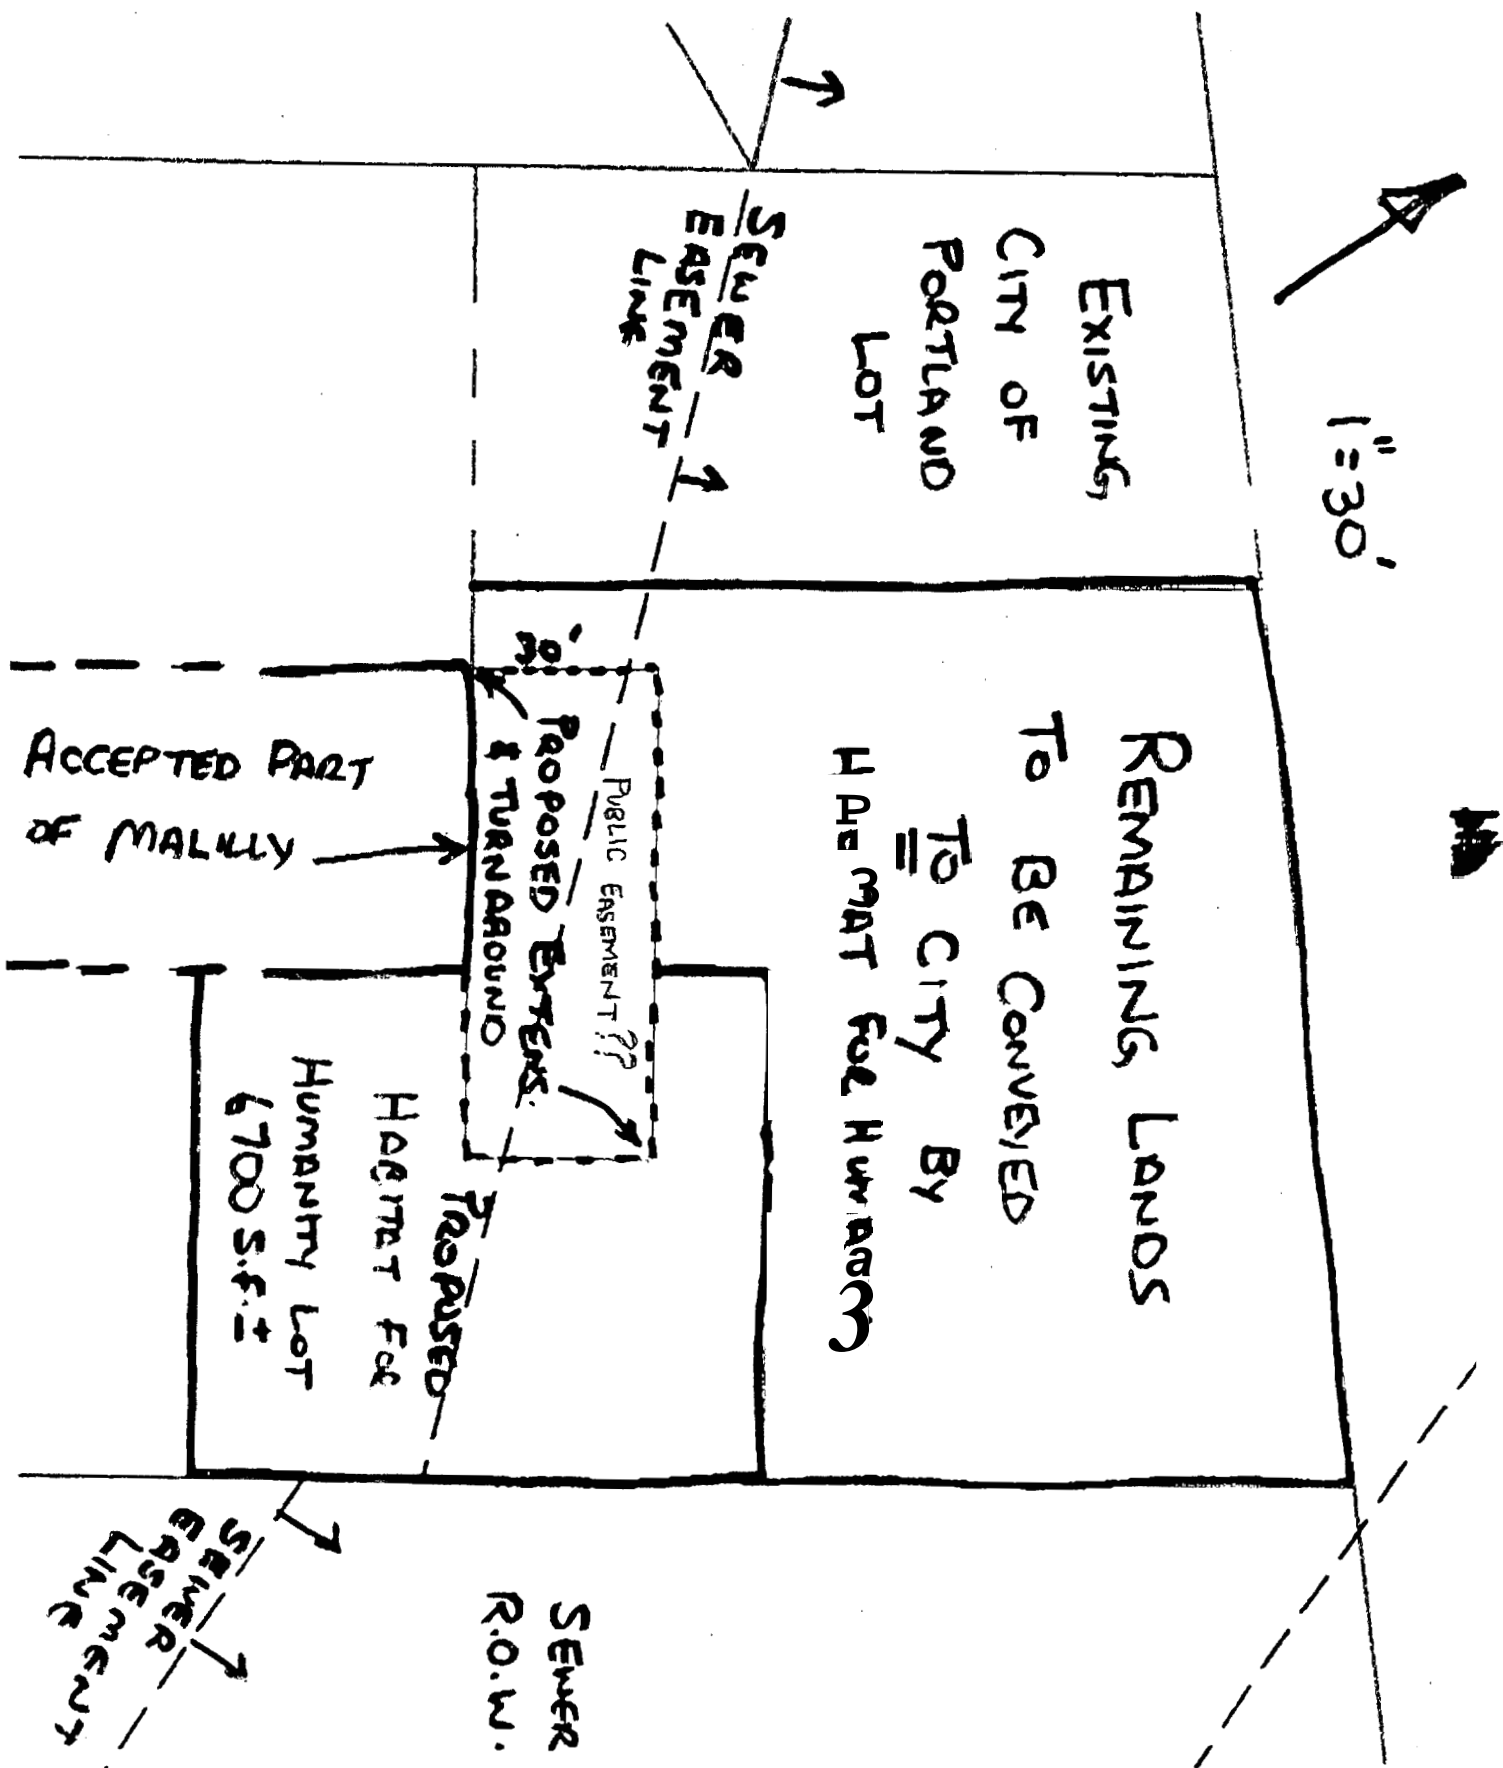 1"=30'
EXISTING
CITY OF
PORTLAND
LOT
SEWER
EASEMENT
LINE
REMAINING LANDS
TO BE CONVEYED
TO CITY BY
FOR
30'
PUBLIC EASEMENT??
PROPOSED EXTENS.
& TURNAROUND
ACCEPTED PART
OF MALILLY
PROPOSED
HABITAT FOR
HUMANITY LOT
6700 S.F.±
SEWER
EASEMENT
LINE
SEWER
R.O.W.